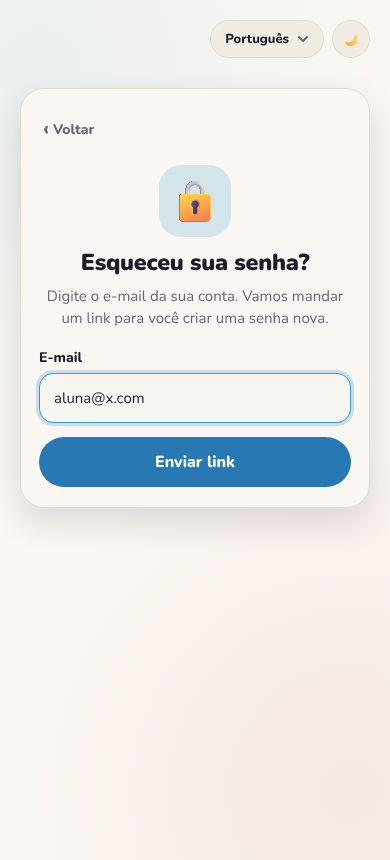 Português
‹ Voltar
Esqueceu sua senha?
Digite o e-mail da sua conta. Vamos mandar
um link para você criar uma senha nova.
E-mail
aluna@x.com
Enviar link